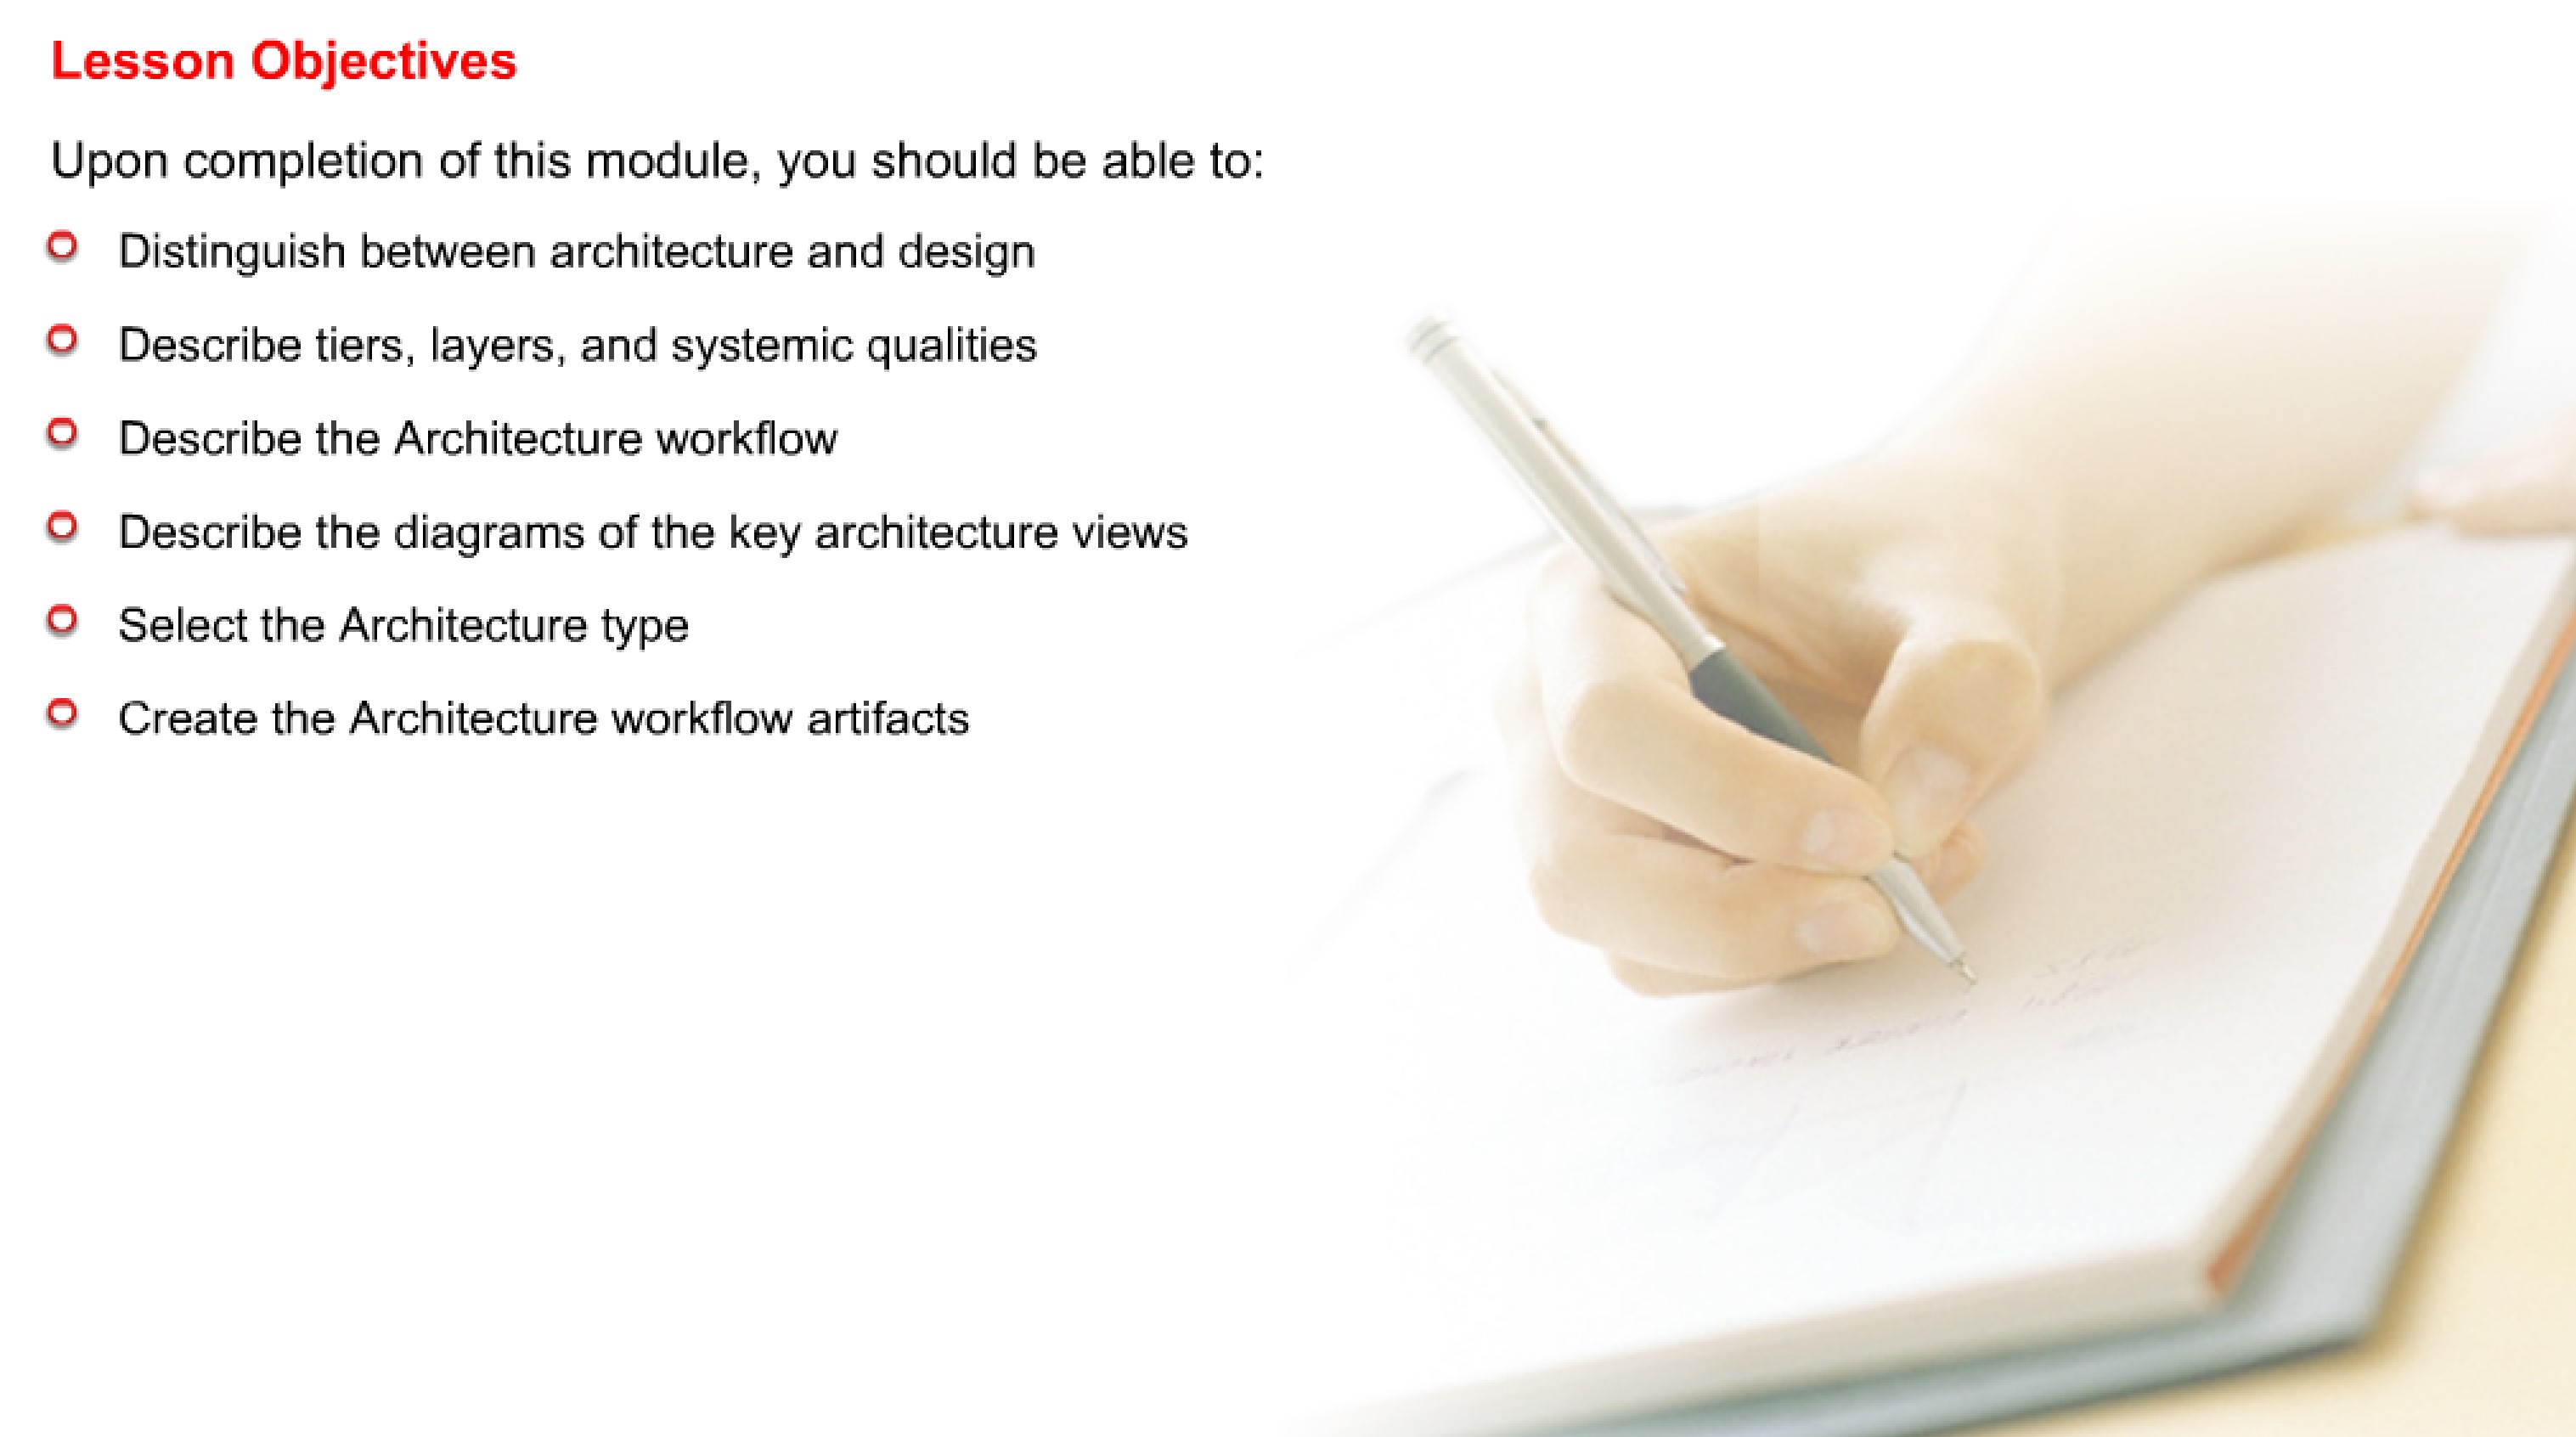 Lesson Objectives
Upon completion of this module, you should be able to:
Distinguish between architecture and design
Describe tiers, layers, and systemic qualities
Describe the Architecture workflow
Describe the diagrams of the key architecture views
Select the Architecture type
Create the Architecture workflow artifacts